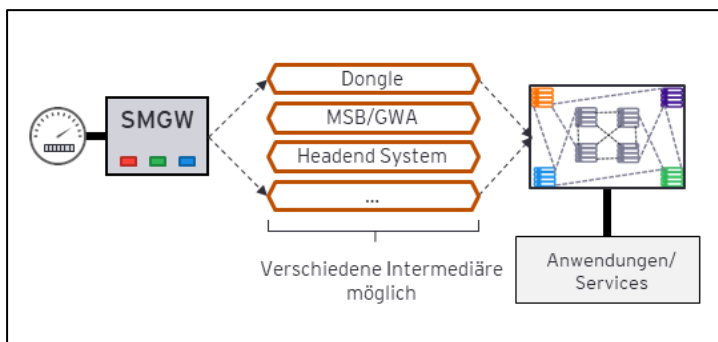 SMGW
Dongle
MSB/GWA
Headend System
...
Verschiedene Intermediäre
möglich
Anwendungen/
Services